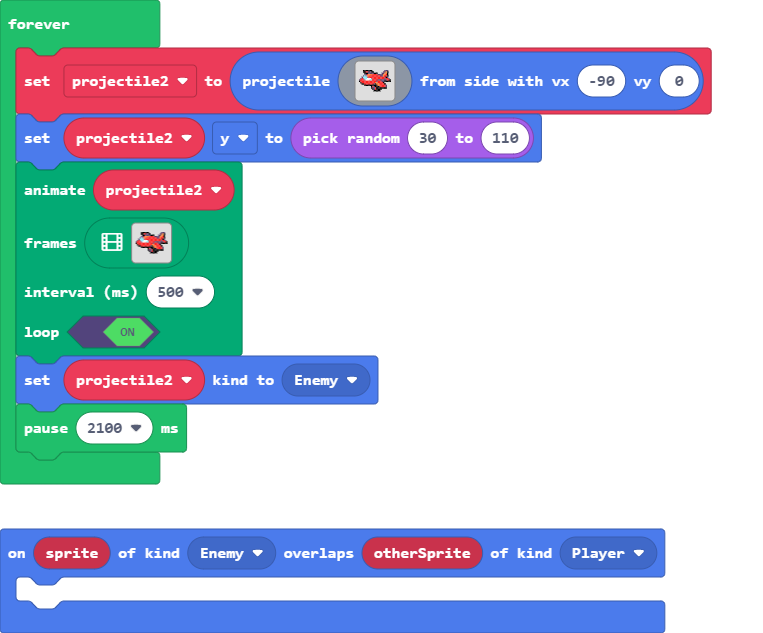 forever
set projectile2 to projectile from side with vx -90 vy 0
set projectile2 y to pick random 30 to 110
animate projectile2
frames
interval (ms) 500
loop ON
set projectile2 kind to Enemy
pause 2100 ms
on sprite of kind Enemy overlaps otherSprite of kind Player